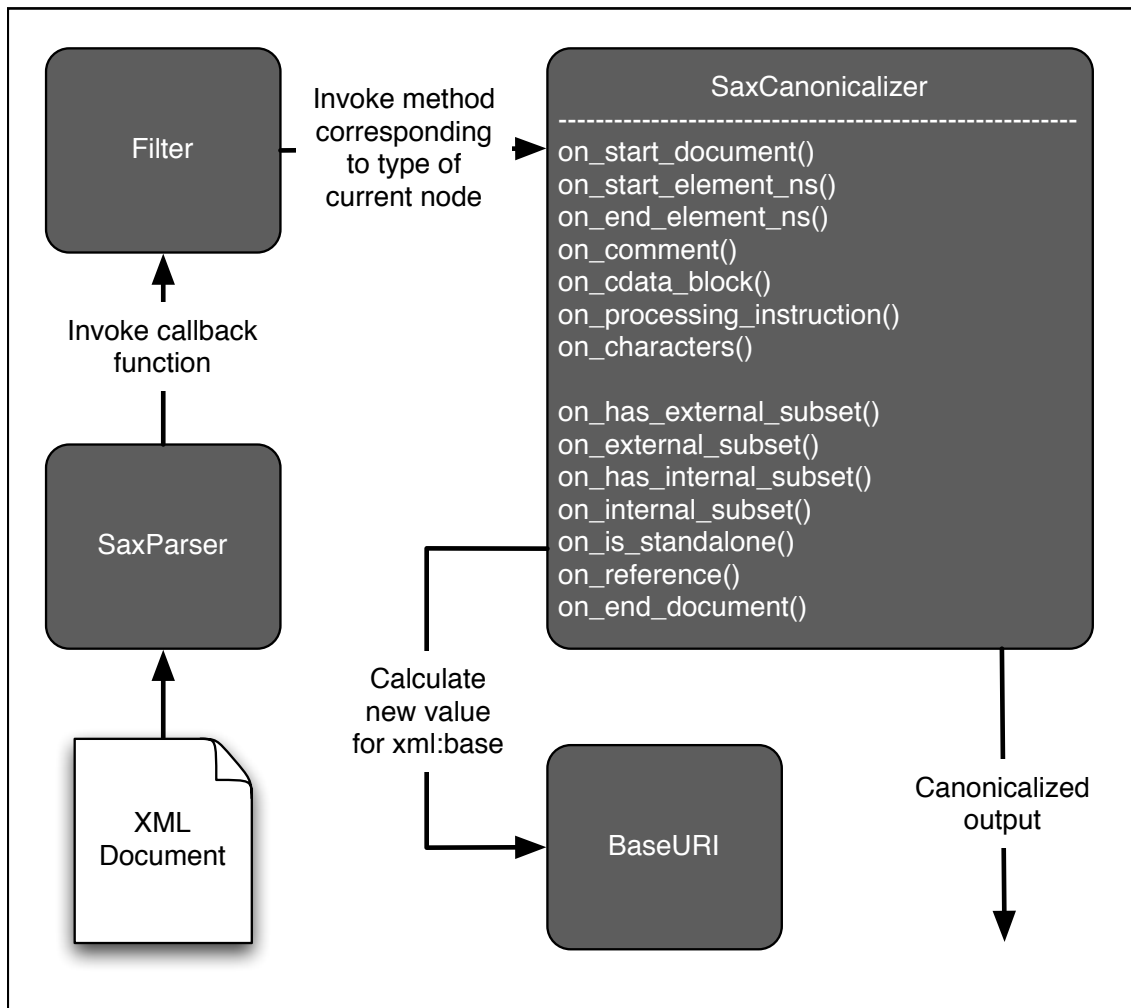 Filter
Invoke method
corresponding
to type of
current node
SaxCanonicalizer
--------------------------------------------------------
on_start_document()
on_start_element_ns()
on_end_element_ns()
on_comment()
on_cdata_block()
on_processing_instruction()
on_characters()
on_has_external_subset()
on_external_subset()
on_has_internal_subset()
on_internal_subset()
on_is_standalone()
on_reference()
on_end_document()
Invoke callback
function
SaxParser
XML
Document
Calculate
new value
for xml:base
BaseURI
Canonicalized
output